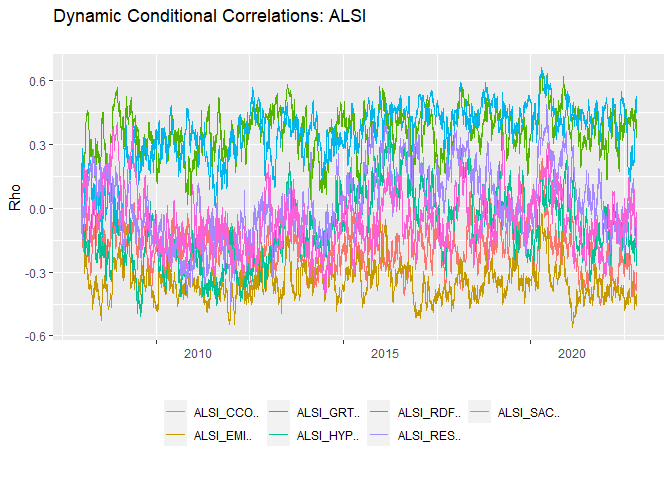 Dynamic Conditional Correlations: ALSI
Rho
0.6
0.3
0.0
-0.3
-0.6
2010 2015 2020
ALSI_CCO.. ALSI_GRT.. ALSI_RDF.. ALSI_SAC..
ALSI_EMI.. ALSI_HYP.. ALSI_RES..